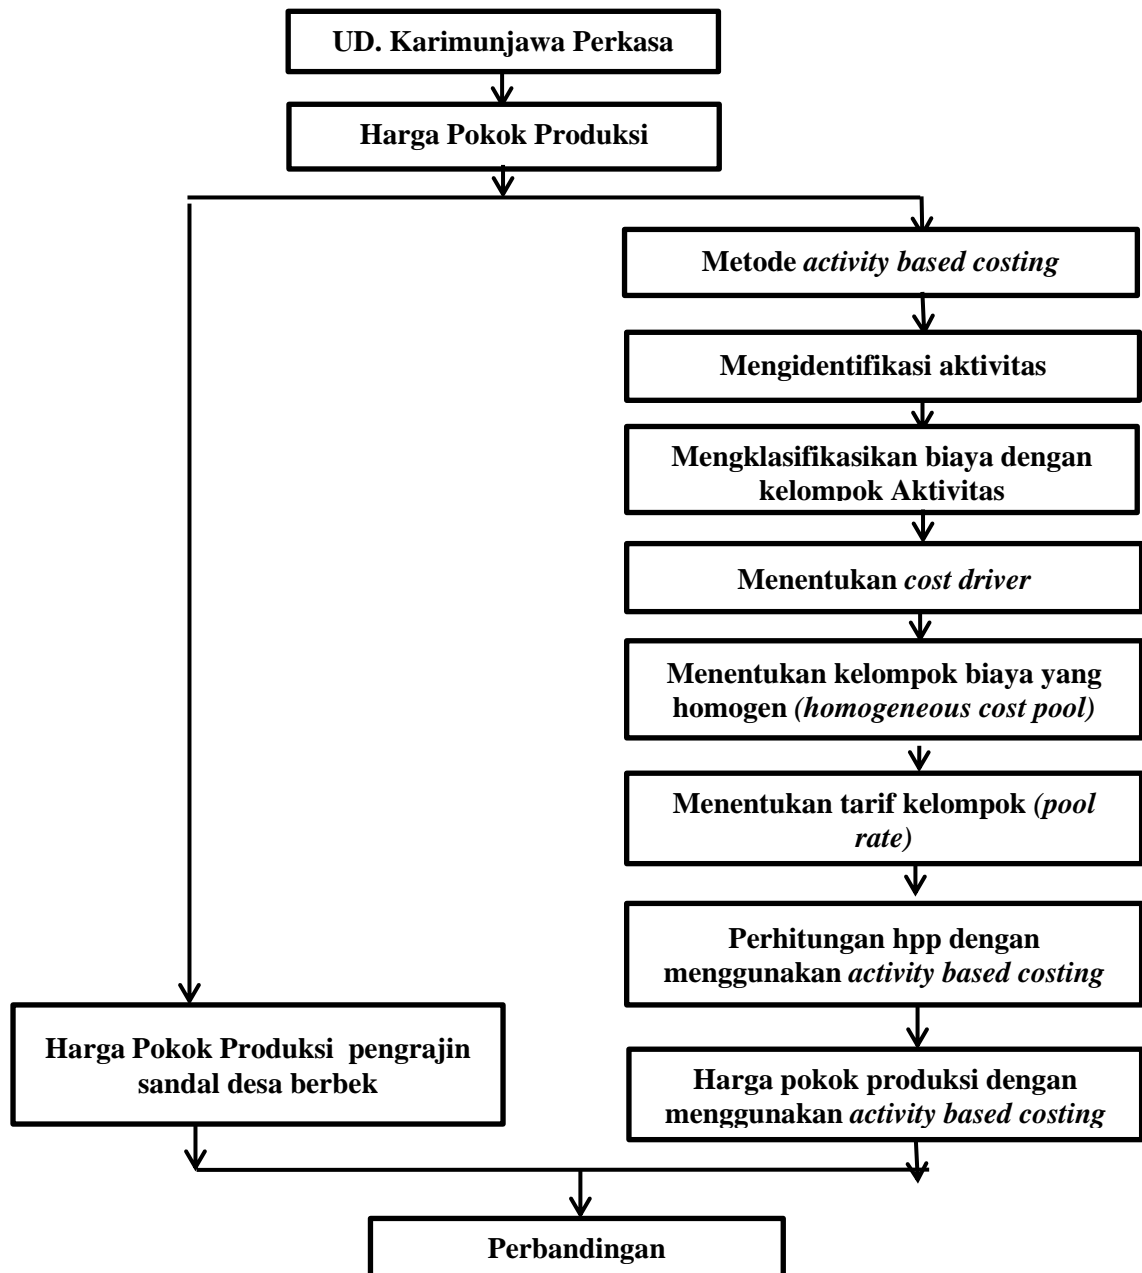 UD. Karimunjawa Perkasa
Harga Pokok Produksi
Metode activity based costing
Mengidentifikasi aktivitas
Mengklasifikasikan biaya dengan
kelompok Aktivitas
Menentukan cost driver
Menentukan kelompok biaya yang
homogen (homogeneous cost pool)
Menentukan tarif kelompok (pool
rate)
Perhitungan hpp dengan
menggunakan activity based costing
Harga Pokok Produksi pengrajin
sandal desa berbek
Harga pokok produksi dengan
menggunakan activity based costing
Perbandingan